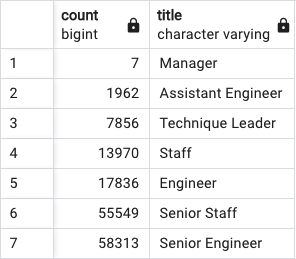 count title
bigint character varying
1 7 Manager
2 1962 Assistant Engineer
3 7856 Technique Leader
4 13970 Staff
5 17836 Engineer
6 55549 Senior Staff
7 58313 Senior Engineer